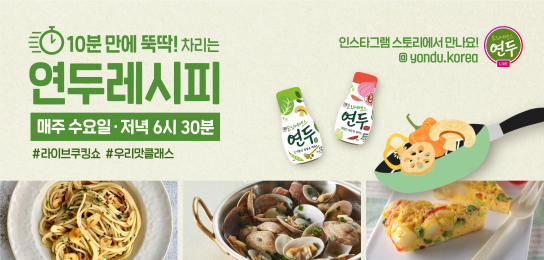 10분 만에 뚝딱! 차리는
연두레시피
매주 수요일·저녁 6시 30분
#라이브쿠킹쇼 #우리맛클래스
인스타그램 스토리에서 만나요!
@ yondu.korea
연두
LIVE
연두
연두